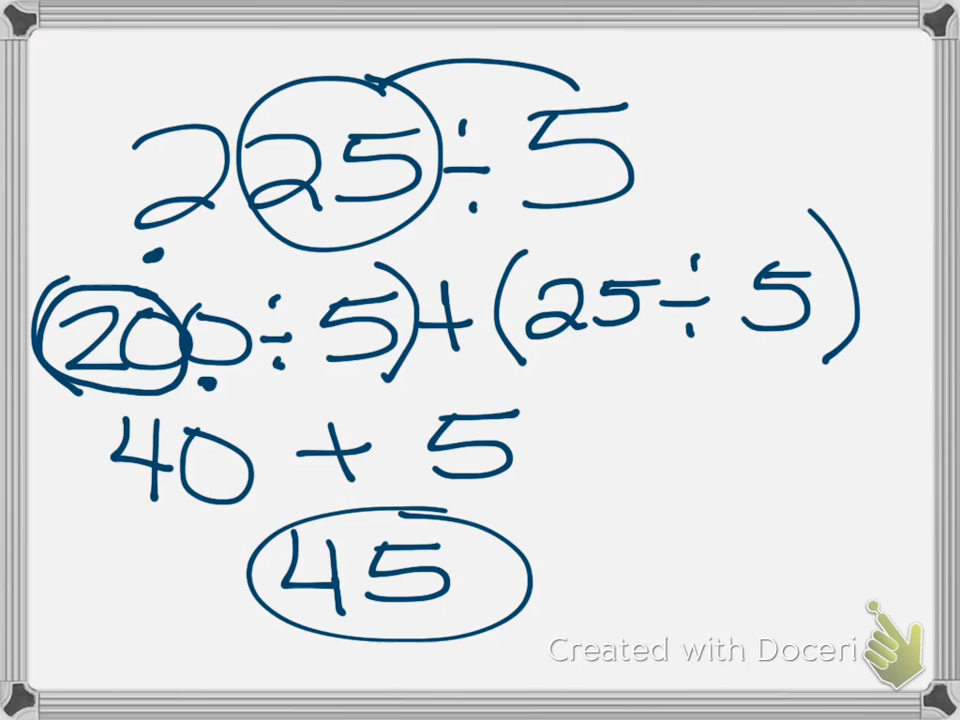 225 ÷ 5
(200 ÷ 5) + (25 ÷ 5)
40 + 5
45
Created with Doceri